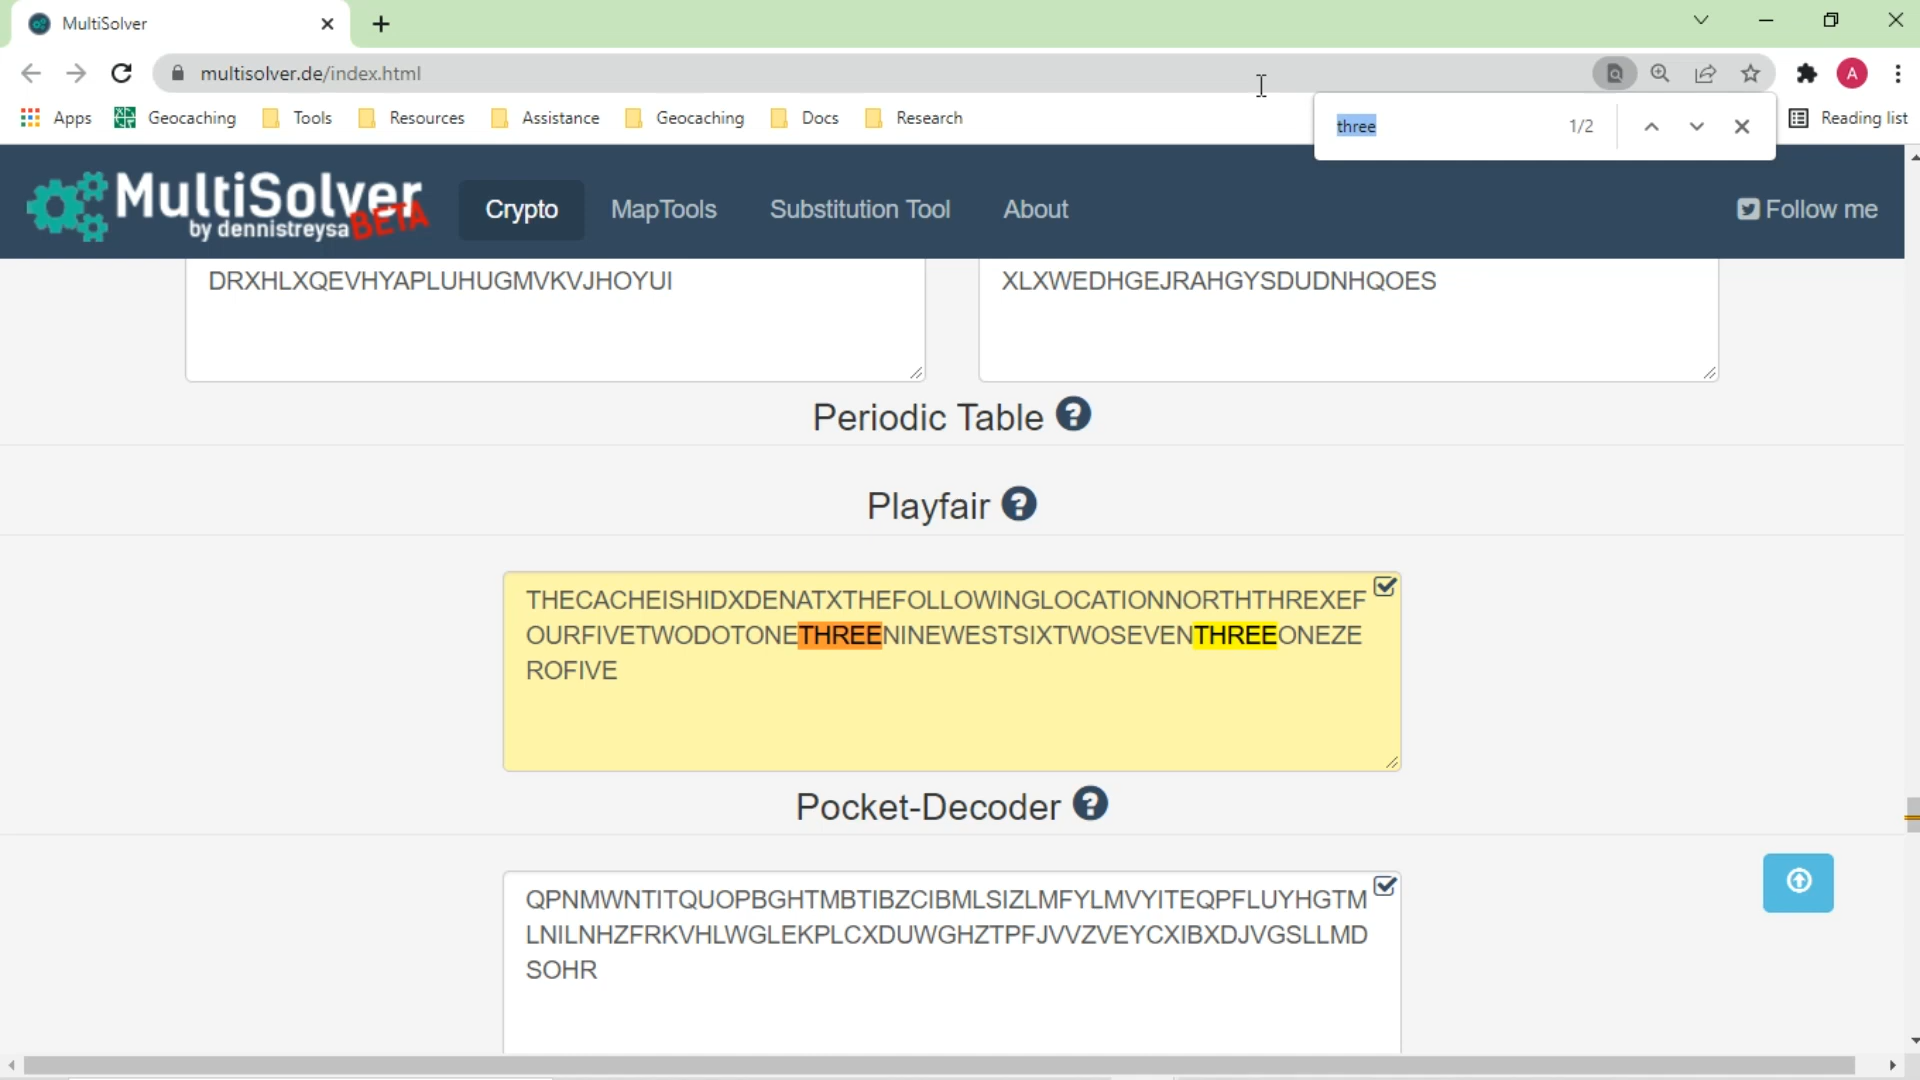 MultiSolver
multisolver.de/index.html
A
Apps
Geocaching
Tools
Resources
Assistance
Geocaching
Docs
Research
three
1/2
Reading list
MultiSolver
by dennistreysa
BETA
Crypto
MapTools
Substitution Tool
About
Follow me
DRXHLXQEVHYAPLUHUGMVKVJHOYUI
XLXWEDHGEJRAHGYSDUDNHQOES
Periodic Table ?
Playfair ?
THECACHEISHIDXDENATXTHEFOLLOWINGLOCATIONNORTHTHREXEF
OURFIVETWODOTONETHREENINEWESTSIXTWOSEVENTHREEONEZE
ROFIVE
Pocket-Decoder ?
QPNMWNTITQUOPBGHTMBTIBZCIBMLSIZLMFYLMVYITEQPFLUYHGTM
LNILNHZFRKVHLWGLEKPLCXDUWGHZTPFJVVZVEYCXIBXDJVGSLLMD
SOHR